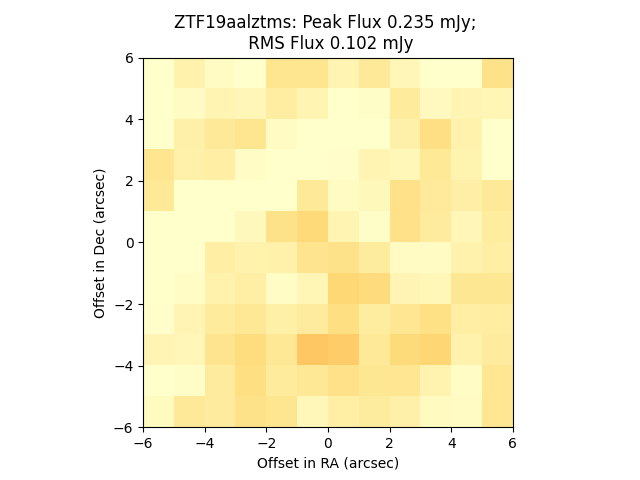 ZTF19aalztms: Peak Flux 0.235 mJy;
RMS Flux 0.102 mJy
6
4
2
0
−2
−4
−6
Offset in Dec (arcsec)
−6 −4 −2 0 2 4 6
Offset in RA (arcsec)